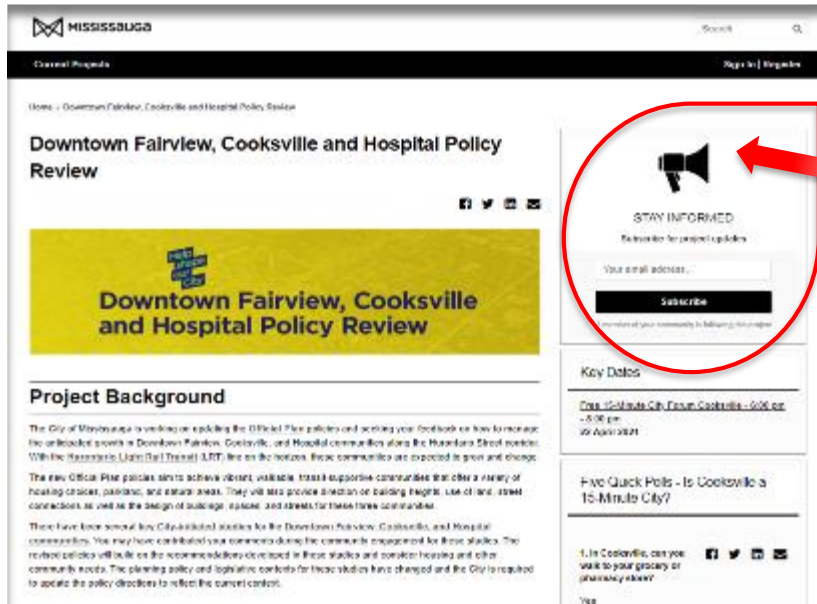 MISSISSAUGA
Search
Current Projects
Sign In | Register
Home » Downtown Fairview, Cooksville and Hospital Policy Review
Downtown Fairview, Cooksville and Hospital Policy
Review
Help
shape
our
City
Downtown Fairview, Cooksville
and Hospital Policy Review
Project Background
The City of Mississauga is working on updating the Official Plan policies and seeking your feedback on how to manage
the anticipated growth in Downtown Fairview, Cooksville, and Hospital communities along the Hurontario Street corridor.
With the Hurontario Light Rail Transit (LRT) line on the horizon, these communities are expected to grow and change.
The new Official Plan policies aim to achieve vibrant, walkable, transit-supportive communities that offer a variety of
housing choices, parkland, and natural areas. They will also provide direction on building heights, use of land, street
connections as well as the design of buildings, spaces, and streets for these three communities.
There have been several key City-initiated studies for the Downtown Fairview, Cooksville, and Hospital
communities. You may have contributed your comments during the community engagement for these studies. The
revised policies will build on the recommendations developed in these studies and consider housing and other
community needs. The planning policy and legislative contexts for these studies have changed and the City is required
to update the policy directions to reflect the current context.
STAY INFORMED
Subscribe for project updates
Your email address...
Subscribe
member of your community is following this project
Key Dates
Free 15-Minute City Forum Cooksville - 6:00 pm
- 8:00 pm
22 April 2021
Five Quick Polls - Is Cooksville a
15-Minute City?
1. In Cooksville, can you
walk to your grocery or
pharmacy store?
Yes